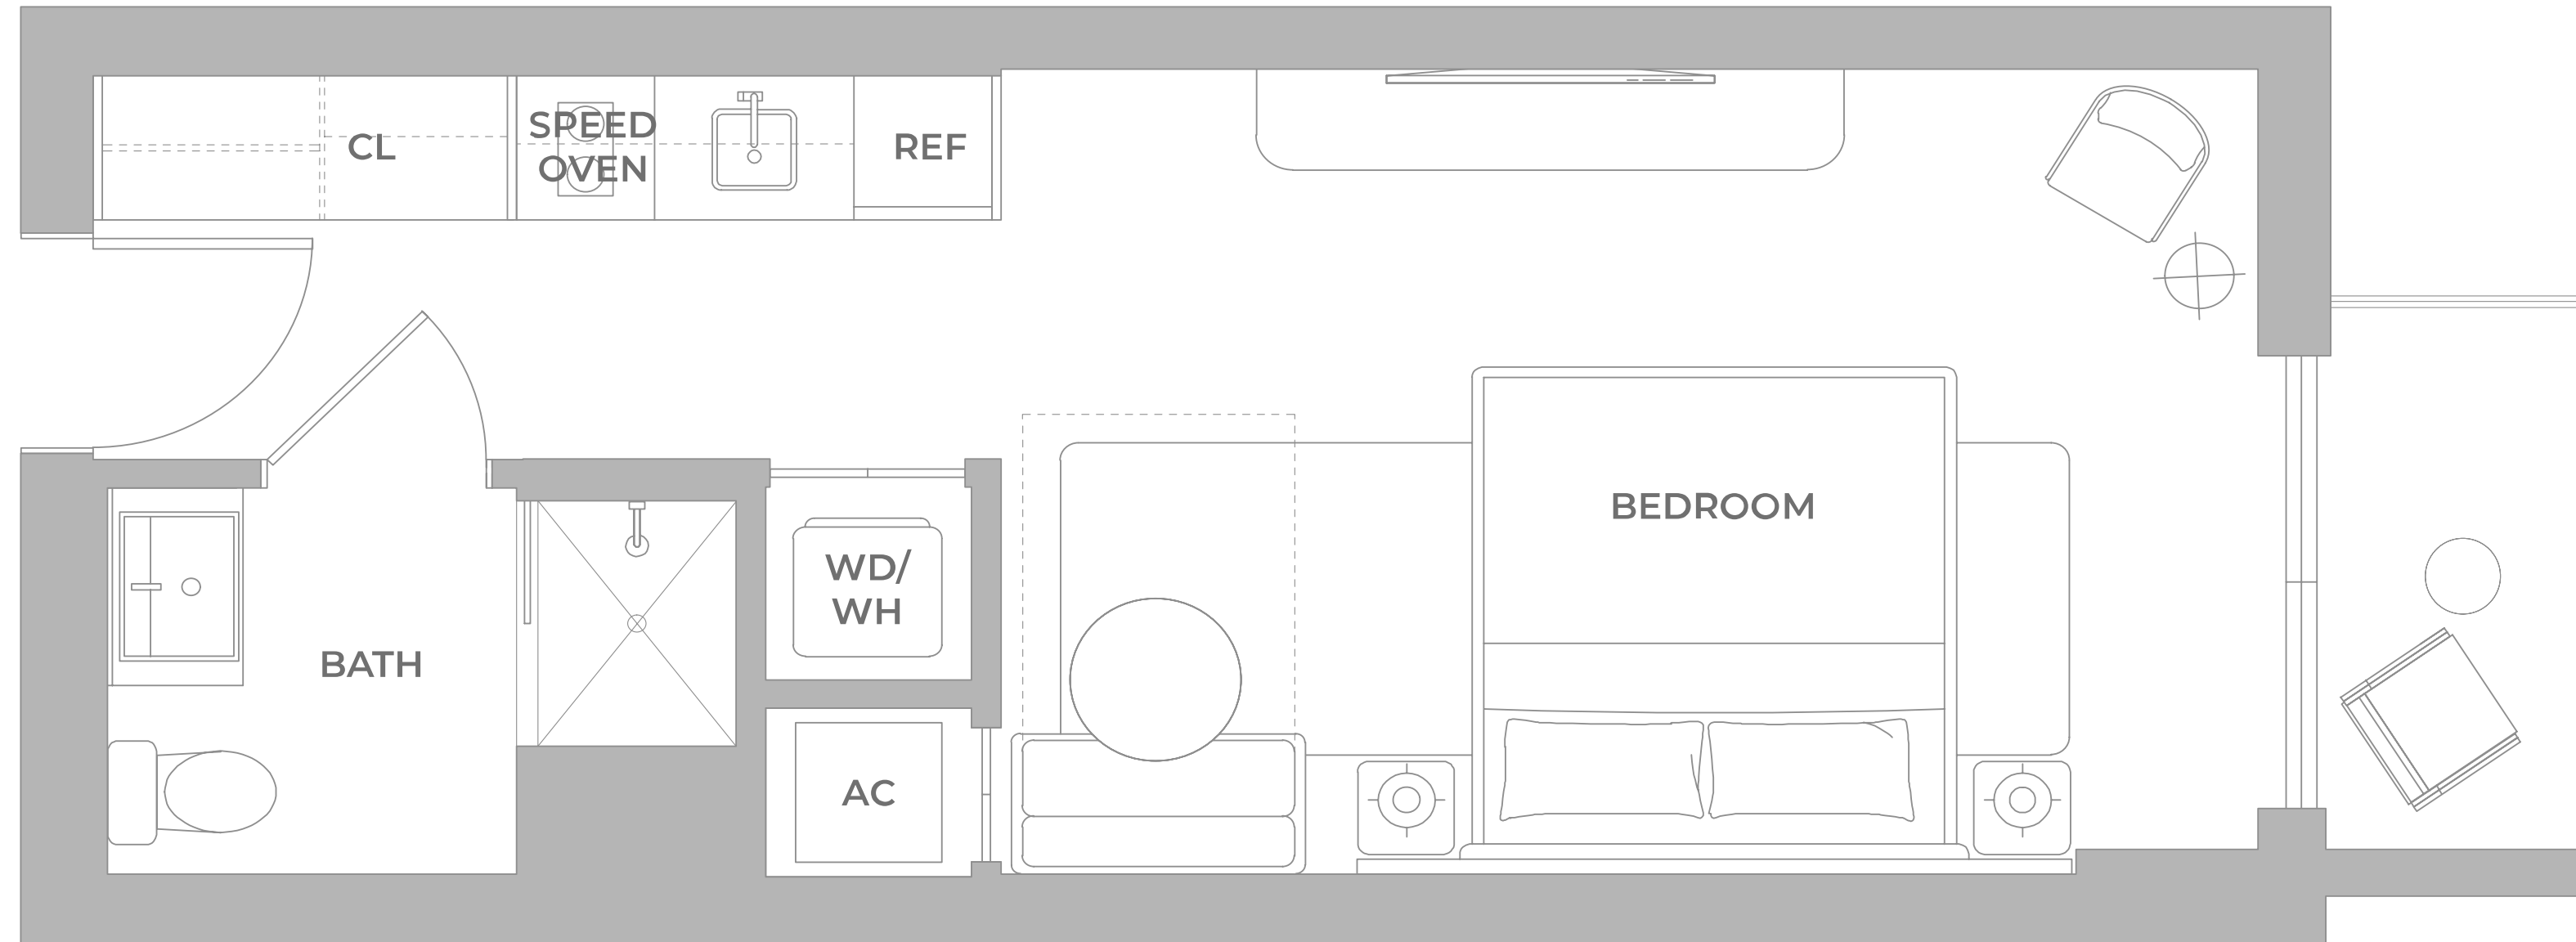 CL
SPEED
OVEN
REF
BEDROOM
WD/
WH
BATH
AC